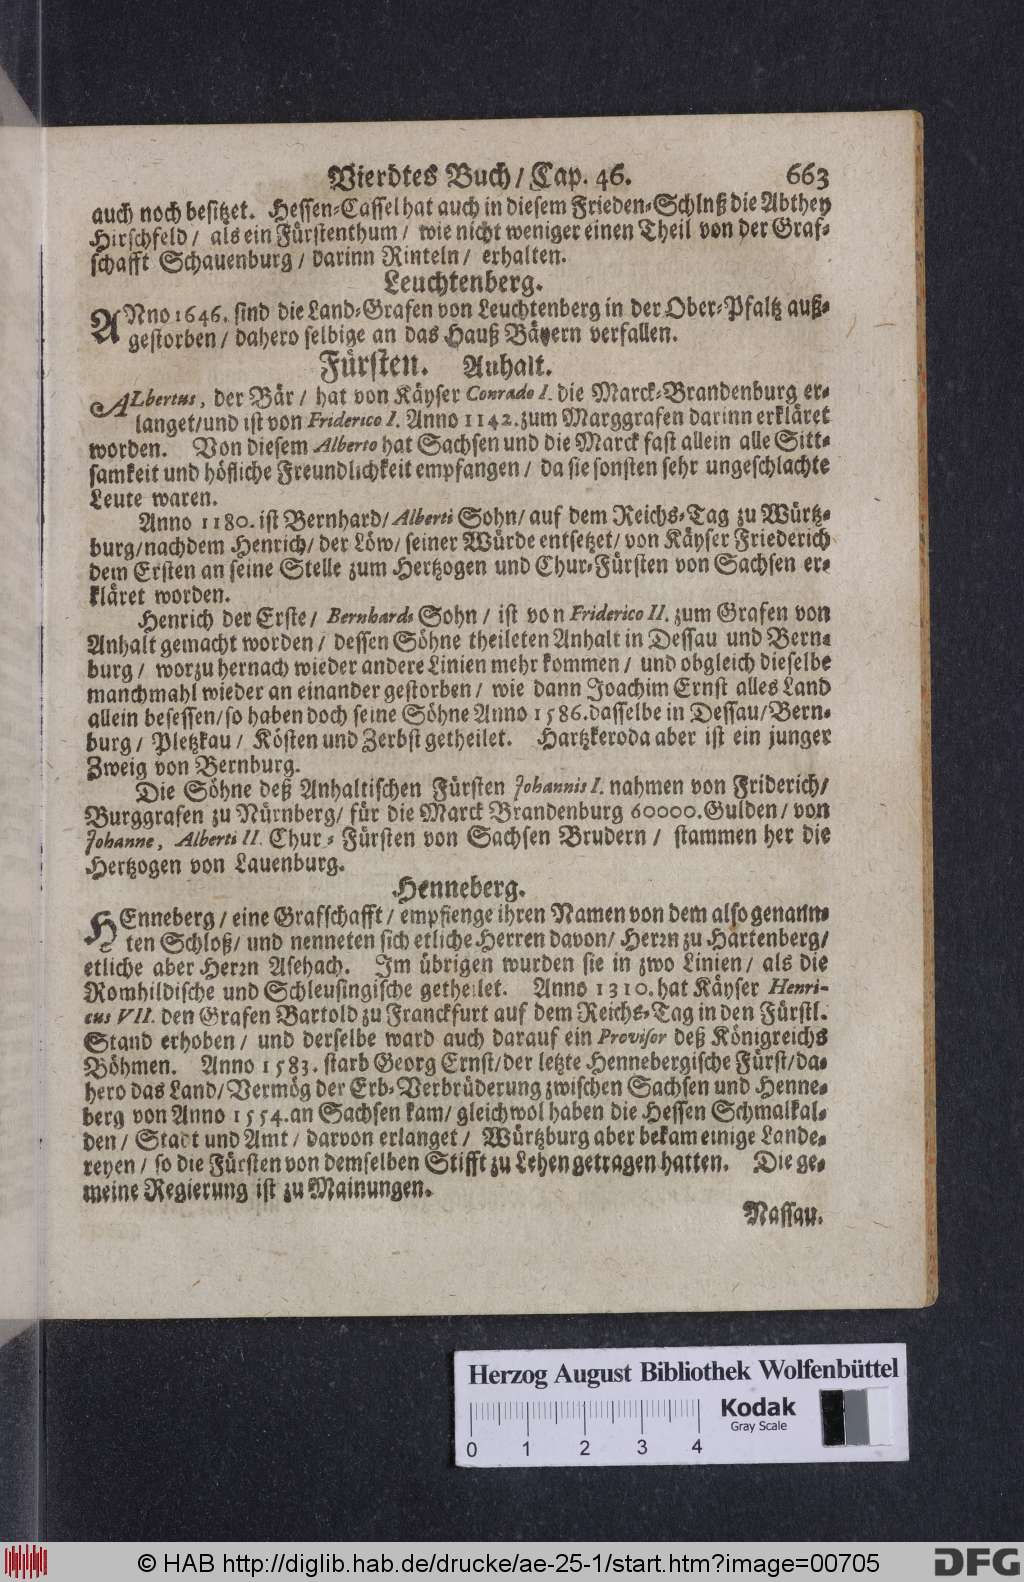 Vierdtes Buch / Cap. 46. 663
auch noch besitzet. Hessen-Cassel hat auch in diesem Frieden-Schlnß die Abthey
Hirschfeld / als ein Fürstenthum / wie nicht weniger einen Theil von der Graf-
schafft Schauenburg / darinn Rinteln / erhalten.
Leuchtenberg.
ANno 1646. sind die Land-Grafen von Leuchtenberg in der Ober-Pfaltz auß-
gestorben / dahero selbige an das Hauß Bäyern verfallen.
Fürsten. Anhalt.
ALbertus, der Bär / hat von Käyser Conrado I. die Marck-Brandenburg er-
langet / und ist von Friderico I. Anno 1142. zum Marggrafen darinn erkläret
worden. Von diesem Alberto hat Sachsen und die Marck fast allein alle Sitt-
samkeit und höfliche Freundlichkeit empfangen / da sie sonsten sehr ungeschlachte
Leute waren.
Anno 1180. ist Bernhard / Alberti Sohn / auf dem Reichs-Tag zu Würtz-
burg / nachdem Henrich / der Löw / seiner Würde entsetzet / von Käyser Friederich
dem Ersten an seine Stelle zum Hertzogen und Chur-Fürsten von Sachsen er-
kläret worden.
Henrich der Erste / Bernhards Sohn / ist von Friderico II. zum Grafen von
Anhalt gemacht worden / dessen Söhne theileten Anhalt in Dessau und Bern-
burg / worzu hernach wieder andere Linien mehr kommen / und obgleich dieselbe
manchmahl wieder an einander gestorben / wie dann Joachim Ernst alles Land
allein besessen / so haben doch seine Söhne Anno 1586. dasselbe in Dessau / Bern-
burg / Pletzkau / Kösten und Zerbst getheilet. Hartzkeroda aber ist ein junger
Zweig von Bernburg.
Die Söhne deß Anhaltischen Fürsten Johannis I. nahmen von Friderich /
Burggrafen zu Nürnberg / für die Marck Brandenburg 60000. Gulden / von
Johanne, Alberti II. Chur-Fürsten von Sachsen Brudern / stammen her die
Hertzogen von Lauenburg.
Henneberg.
HEnneberg / eine Grafschafft / empfienge ihren Namen von dem also genann-
ten Schloß / und nenneten sich etliche Herren davon / Herrn zu Hartenberg /
etliche aber Herrn Asehach. Im übrigen wurden sie in zwo Linien / als die
Romhildische und Schleusingische getheilet. Anno 1310. hat Käyser Henri-
cus VII. den Grafen Bartold zu Franckfurt auf dem Reichs-Tag in den Fürstl.
Stand erhoben / und derselbe ward auch darauf ein Provisor deß Königreichs
Böhmen. Anno 1583. starb Georg Ernst / der letzte Hennebergische Fürst / da-
hero das Land / Vermög der Erb-Verbrüderung zwischen Sachsen und Henne-
berg von Anno 1554. an Sachsen kam / gleichwol haben die Hessen Schmalkal-
den / Stadt und Amt / darvon erlanget / Würtzburg aber bekam einige Lande-
reyen / so die Fürsten von demselben Stifft zu Lehen getragen hatten. Die ge-
meine Regierung ist zu Mainungen.
Nassau.
Herzog August Bibliothek Wolfenbüttel
Kodak
Gray Scale
0 1 2 3 4
© HAB http://diglib.hab.de/drucke/ae-25-1/start.htm?image=00705
DFG